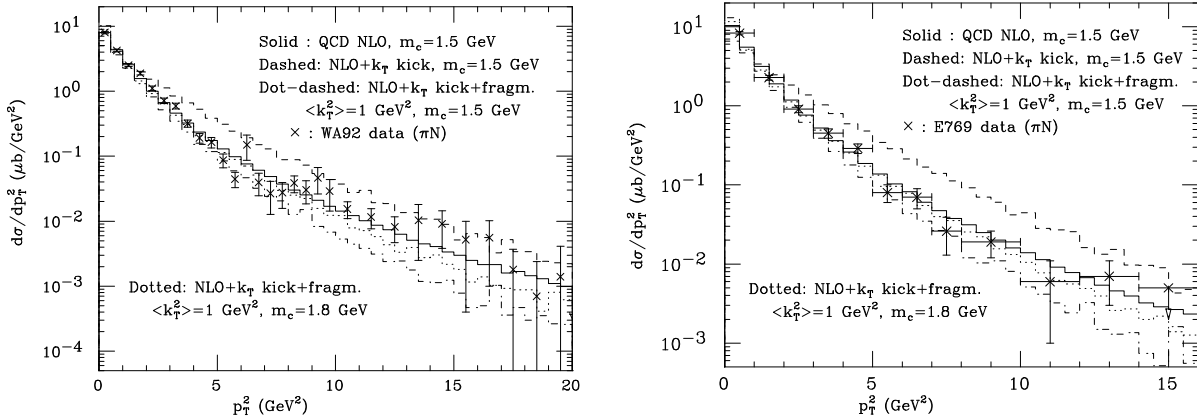 Solid : QCD NLO, m_c=1.5 GeV
Dashed: NLO+k_T kick, m_c=1.5 GeV
Dot-dashed: NLO+k_T kick+fragm.
<k_T^2>=1 GeV^2, m_c=1.5 GeV
× : WA92 data (πN)
Dotted: NLO+k_T kick+fragm.
<k_T^2>=1 GeV^2, m_c=1.8 GeV
dσ/dp_T^2 (μb/GeV^2)
10^1
10^0
10^-1
10^-2
10^-3
10^-4
0 5 10 15 20
p_T^2 (GeV^2)
Solid : QCD NLO, m_c=1.5 GeV
Dashed: NLO+k_T kick, m_c=1.5 GeV
Dot-dashed: NLO+k_T kick+fragm.
<k_T^2>=1 GeV^2, m_c=1.5 GeV
× : E769 data (πN)
Dotted: NLO+k_T kick+fragm.
<k_T^2>=1 GeV^2, m_c=1.8 GeV
dσ/dp_T^2 (μb/GeV^2)
10^1
10^0
10^-1
10^-2
10^-3
0 5 10 15
p_T^2 (GeV^2)